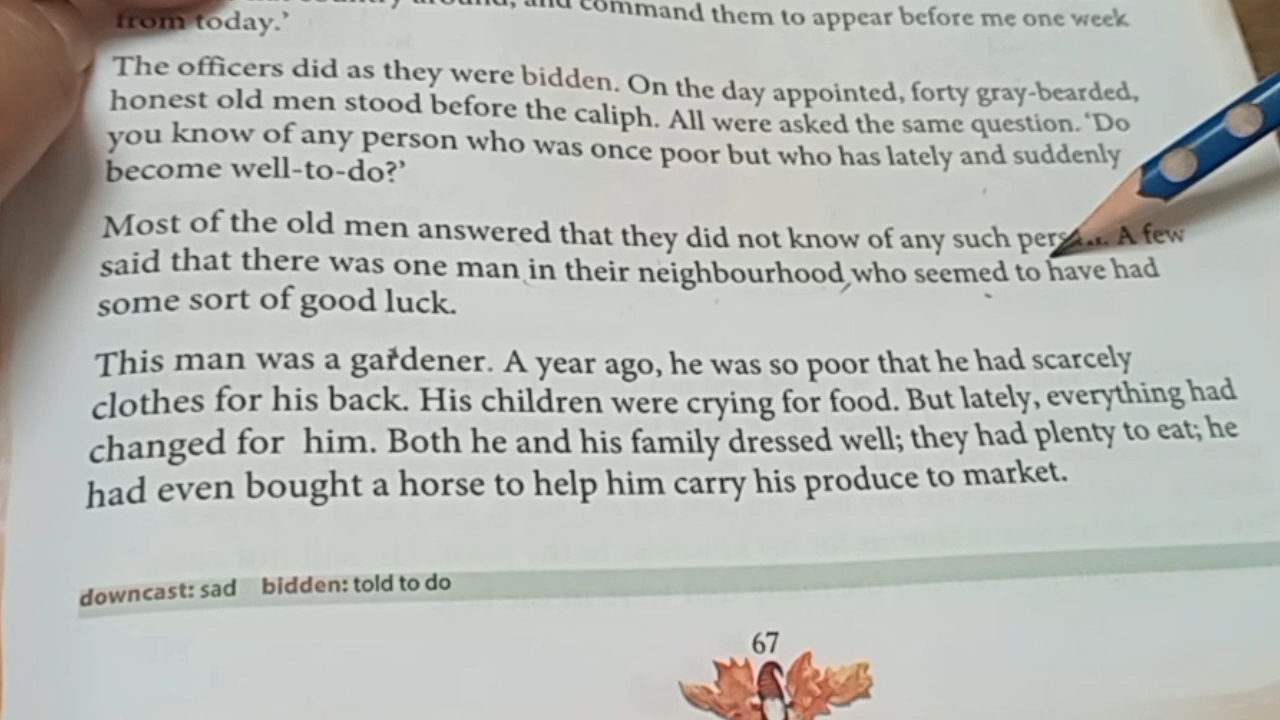 and command them to appear before me one week
from today.’
The officers did as they were bidden. On the day appointed, forty gray-bearded,
honest old men stood before the caliph. All were asked the same question. ‘Do
you know of any person who was once poor but who has lately and suddenly
become well-to-do?’
Most of the old men answered that they did not know of any such A few
said that there was one man in their neighbourhood who seemed to have had
some sort of good luck.
This man was a gardener. A year ago, he was so poor that he had scarcely
clothes for his back. His children were crying for food. But lately, everything had
changed for him. Both he and his family dressed well; they had plenty to eat; he
had even bought a horse to help him carry his produce to market.
downcast: sad bidden: told to do
67